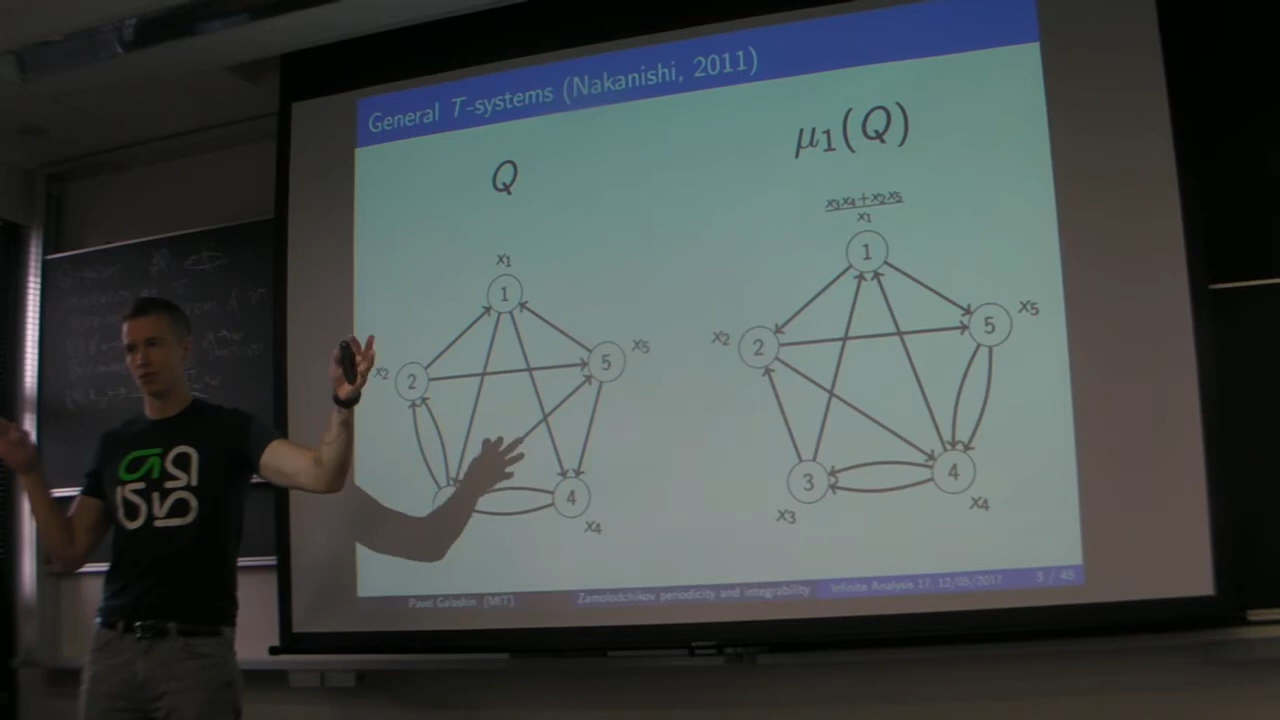 General T-systems (Nakanishi, 2011)
Q
μ₁(Q)
x₁
1
2
x₂
5
x₅
4
x₄
x₃x₄+x₂x₅
x₁
1
x₂
2
5
x₅
3
x₃
4
x₄
Pavel Galashin (MIT)
Zamolodchikov periodicity and integrability
Infinite Analysis 17, 12/05/2017
3 / 45